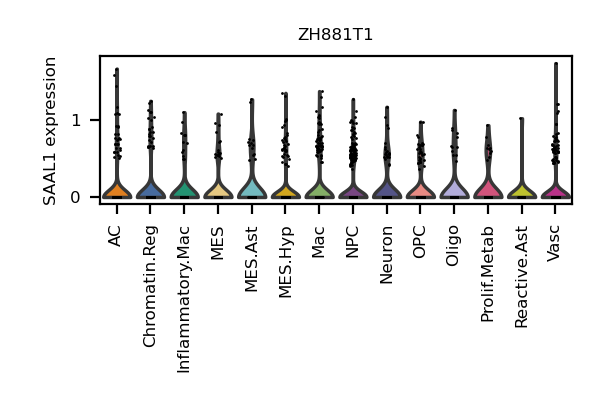 ZH881T1
SAAL1 expression
1
0
AC
Chromatin.Reg
Inflammatory.Mac
MES
MES.Ast
MES.Hyp
Mac
NPC
Neuron
OPC
Oligo
Prolif.Metab
Reactive.Ast
Vasc